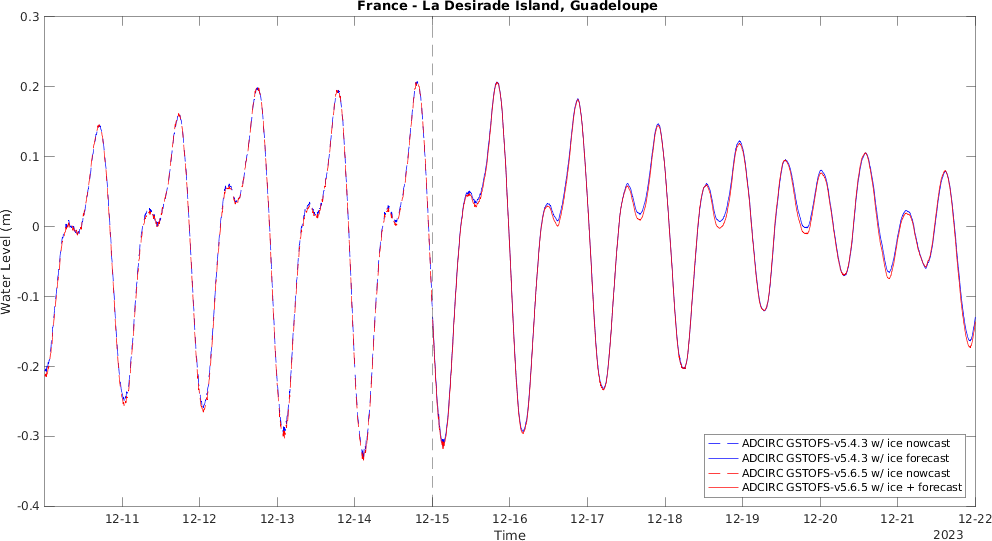 France - La Desirade Island, Guadeloupe
0.3
0.2
0.1
0
-0.1
-0.2
-0.3
-0.4
Water Level (m)
ADCIRC GSTOFS-v5.4.3 w/ ice nowcast
ADCIRC GSTOFS-v5.4.3 w/ ice forecast
ADCIRC GSTOFS-v5.6.5 w/ ice nowcast
ADCIRC GSTOFS-v5.6.5 w/ ice + forecast
12-11 12-12 12-13 12-14 12-15 12-16 12-17 12-18 12-19 12-20 12-21 12-22
Time
2023